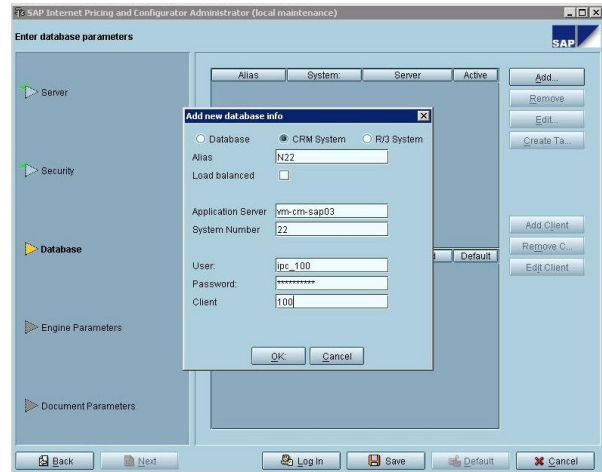 SAP Internet Pricing and Configurator Administrator (local maintenance)
Enter database parameters
SAP
Server
Security
Database
Engine Parameters
Document Parameters
Alias System: Server Active
Add...
Remove
Edit...
Create Ta...
Add new database info
Database CRM System R/3 System
Alias N22
Load balanced
Application Server vm-cm-sap03
System Number 22
User: ipc_100
Password: **********
Client 100
OK: Cancel
Default
Add Client
Remove C...
Edit Client
Back Next Log In Save Default Cancel